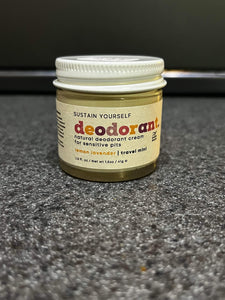 SUSTAIN YOURSELF
deodorant.
natural deodorant cream
for sensitive pits
lemon lavender | travel mini